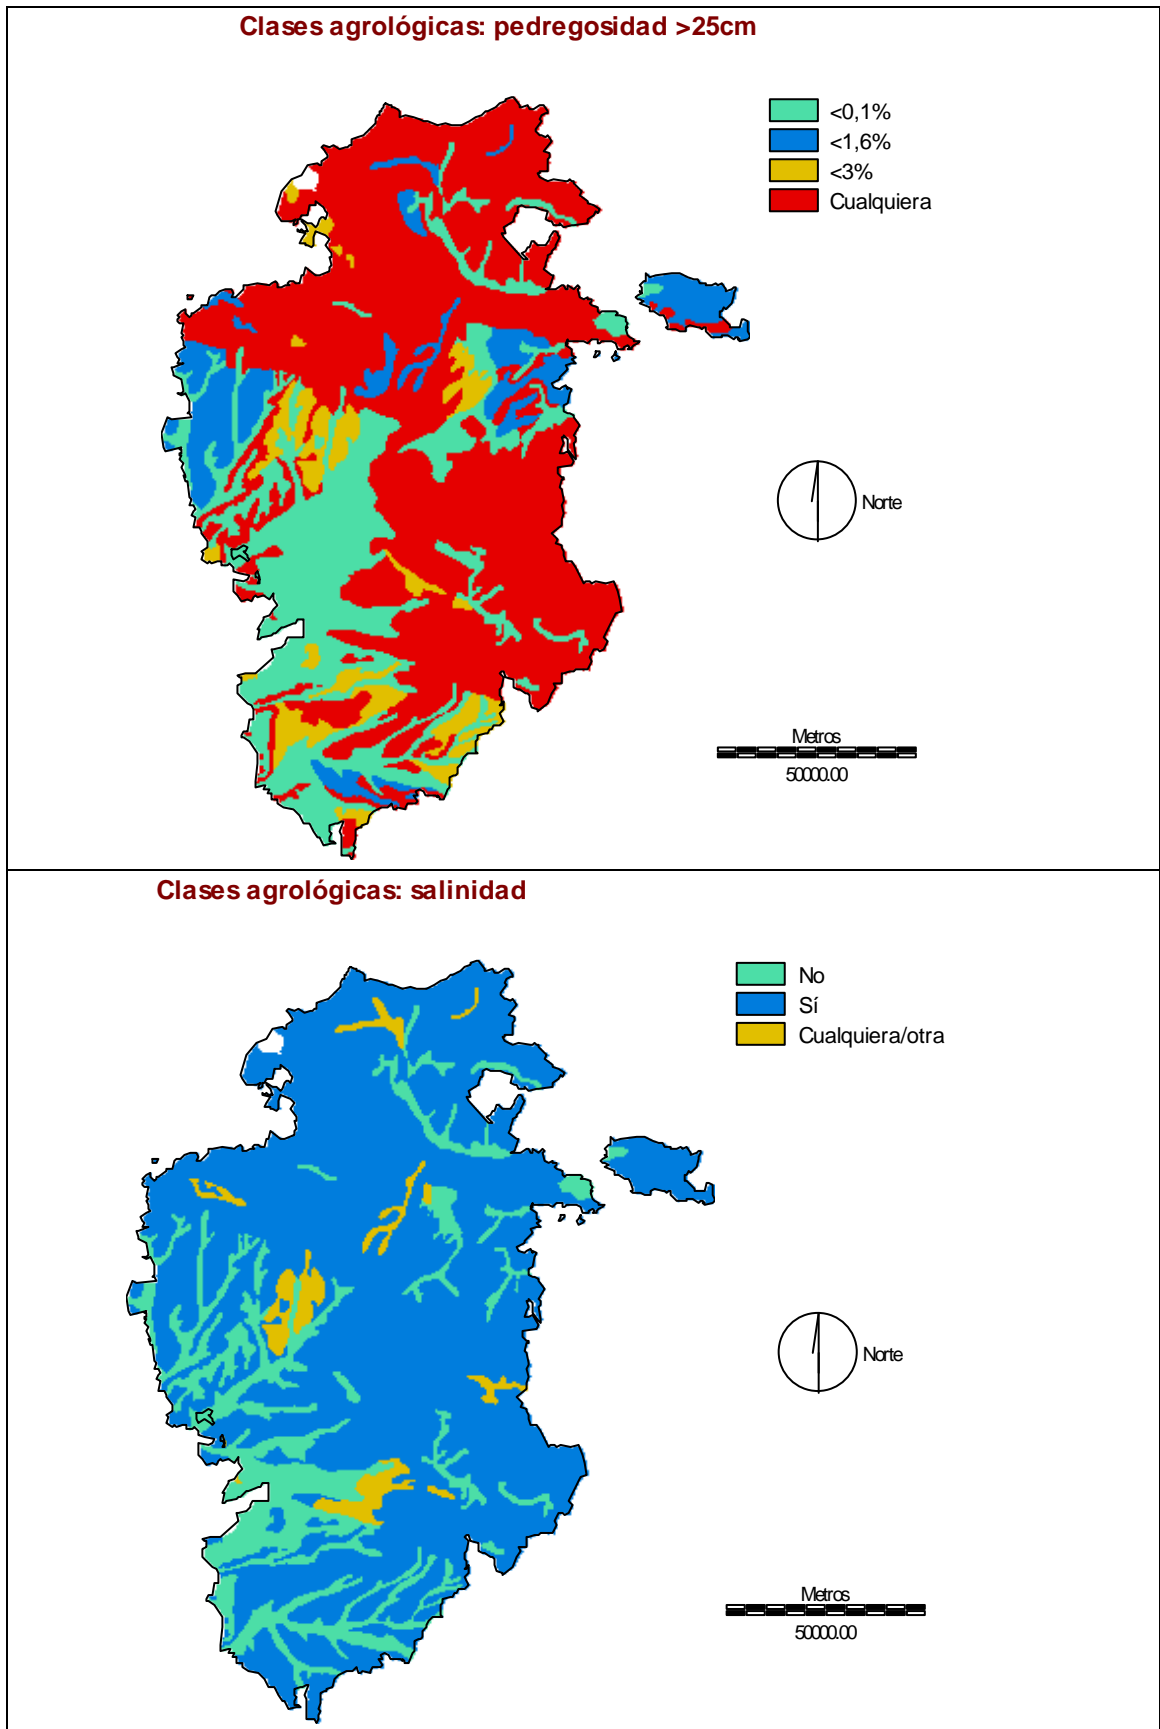 Clases agrológicas: pedregosidad >25cm
<0,1%
<1,6%
<3%
Cualquiera
Norte
Metros
50000.00
Clases agrológicas: salinidad
No
Sí
Cualquiera/otra
Norte
Metros
50000.00